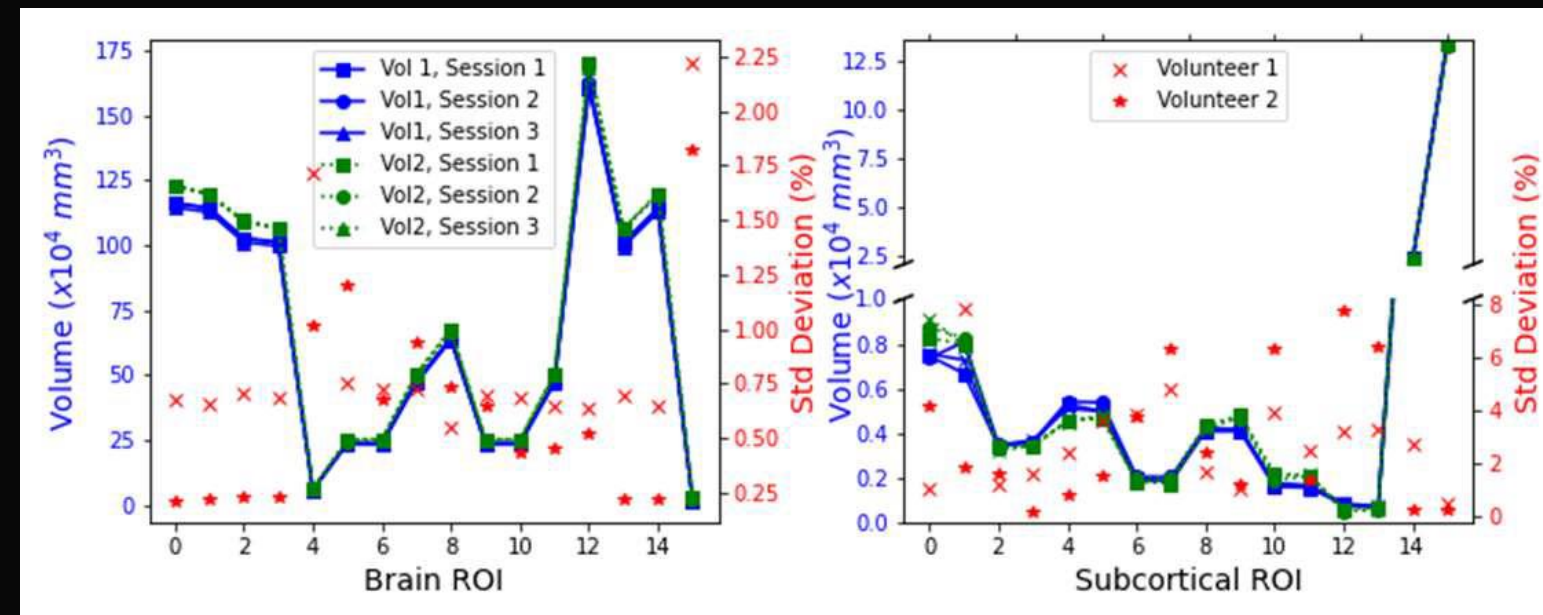 175
150
125
100
75
50
25
0
Volume (x10⁴ mm³)
Vol 1, Session 1
Vol1, Session 2
Vol1, Session 3
Vol2, Session 1
Vol2, Session 2
Vol2, Session 3
2.25
2.00
1.75
1.50
1.25
1.00
0.75
0.50
0.25
Std Deviation (%)
0 2 4 6 8 10 12 14
Brain ROI
12.5
10.0
7.5
5.0
2.5
1.0
0.8
0.6
0.4
0.2
0.0
Volume (x10⁴ mm³)
Volunteer 1
Volunteer 2
8
6
4
2
0
Std Deviation (%)
0 2 4 6 8 10 12 14
Subcortical ROI